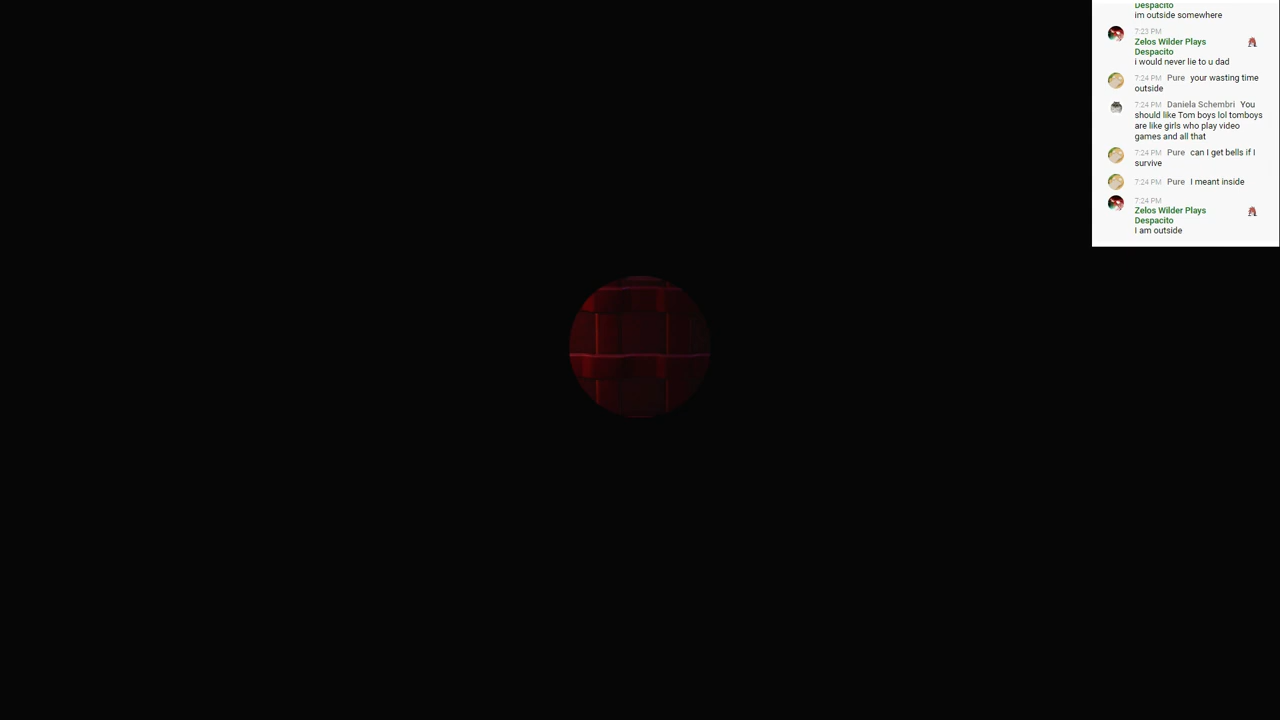 Despacito
im outside somewhere
7:23 PM
Zelos Wilder Plays
Despacito
i would never lie to u dad
7:24 PM Pure your wasting time
outside
7:24 PM Daniela Schembri You
should like Tom boys lol tomboys
are like girls who play video
games and all that
7:24 PM Pure can I get bells if I
survive
7:24 PM Pure I meant inside
7:24 PM
Zelos Wilder Plays
Despacito
I am outside